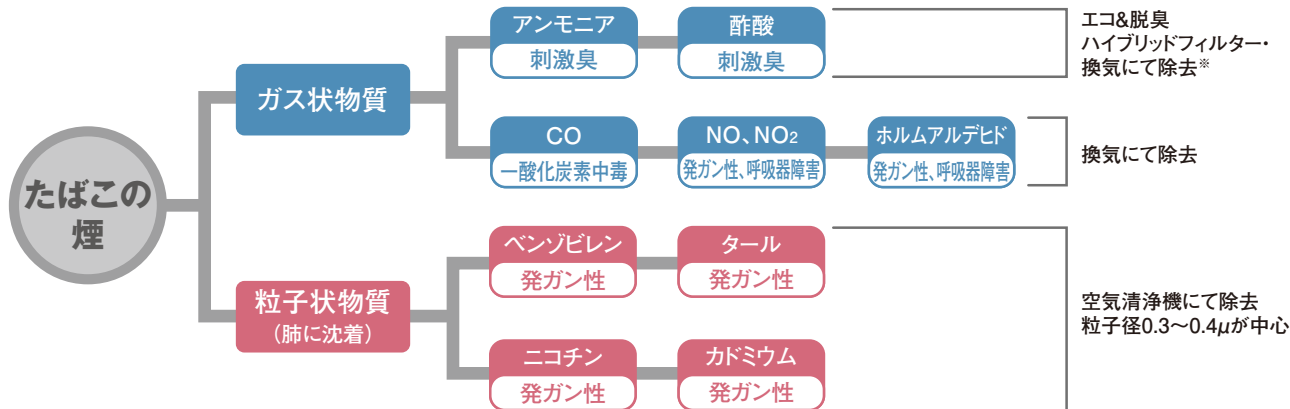 たばこの
煙
ガス状物質
アンモニア
刺激臭
酢酸
刺激臭
エコ&脱臭
ハイブリッドフィルター・
換気にて除去※
CO
一酸化炭素中毒
NO、NO2
発ガン性、呼吸器障害
ホルムアルデヒド
発ガン性、呼吸器障害
換気にて除去
粒子状物質
（肺に沈着）
ベンゾビレン
発ガン性
タール
発ガン性
ニコチン
発ガン性
カドミウム
発ガン性
空気清浄機にて除去
粒子径0.3〜0.4μが中心